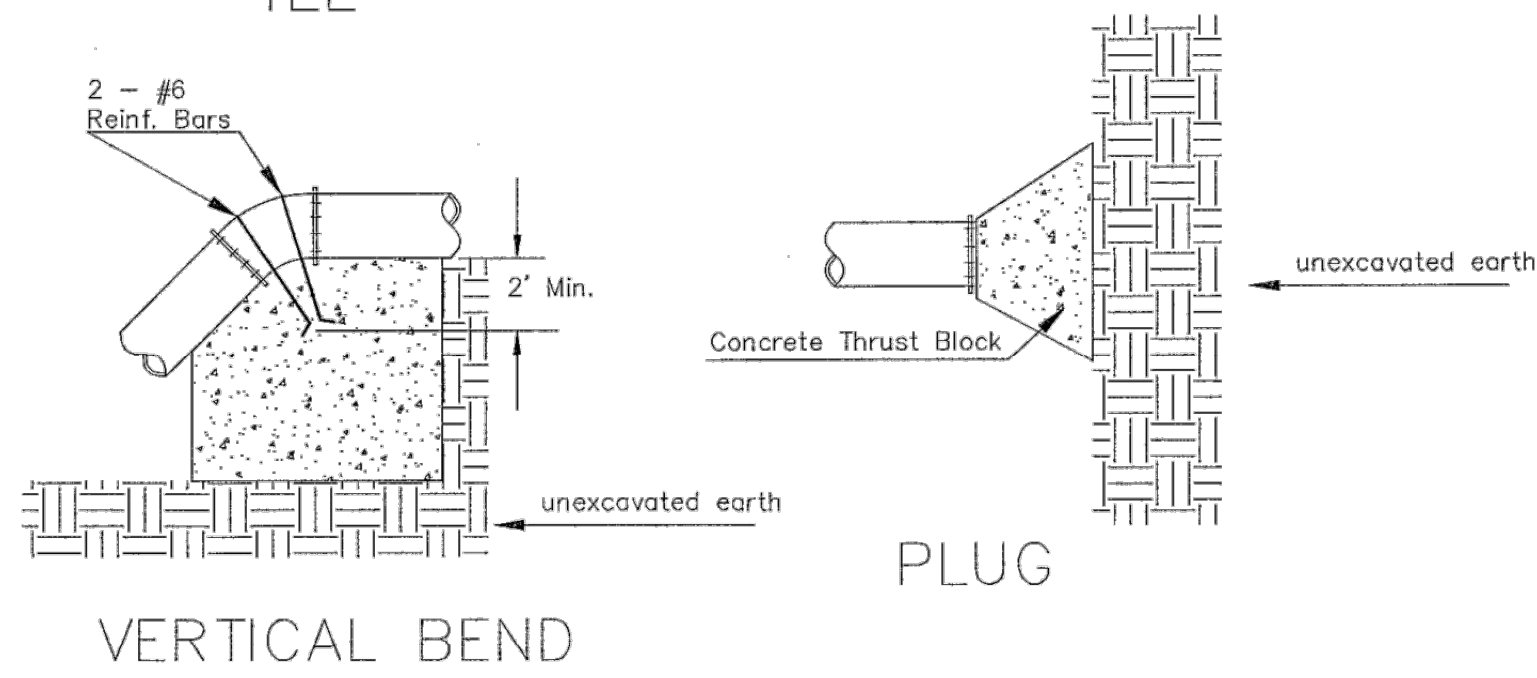 2 - #6
Reinf. Bars
2' Min.
unexcavated earth
Concrete Thrust Block
unexcavated earth
PLUG
VERTICAL BEND